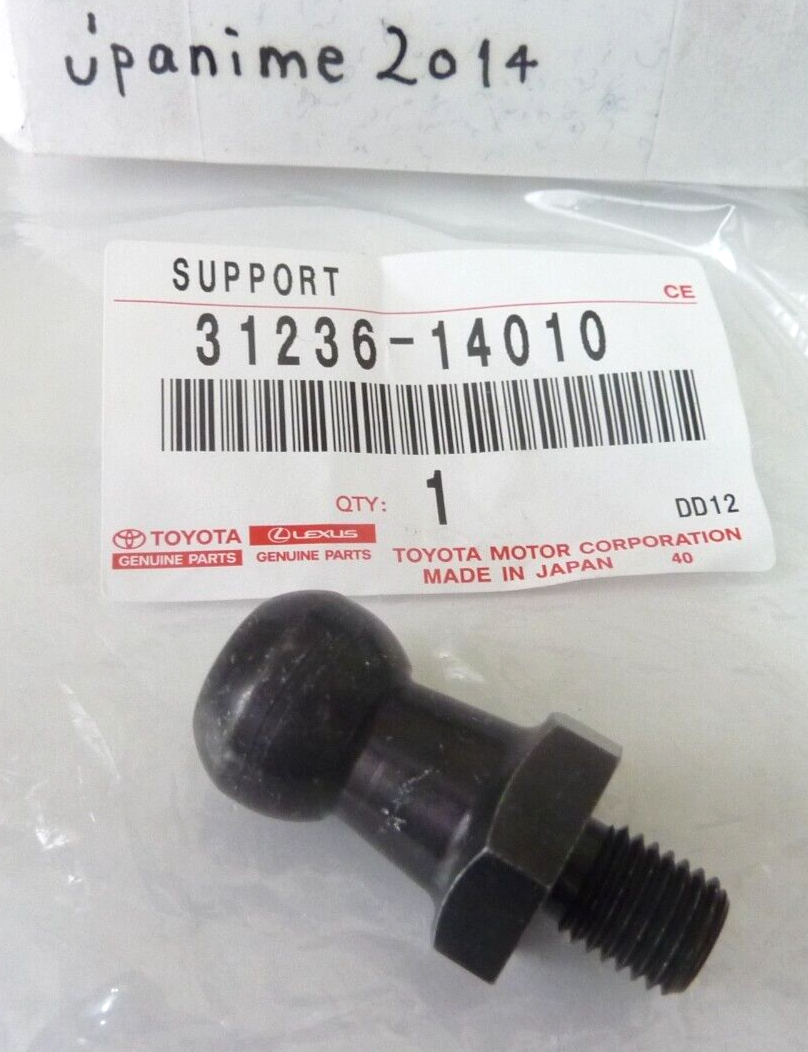 jpanime 2014
SUPPORT
CE
31236-14010
QTY: 1
DD12
TOYOTA
GENUINE PARTS
LEXUS
GENUINE PARTS
TOYOTA MOTOR CORPORATION
MADE IN JAPAN 40